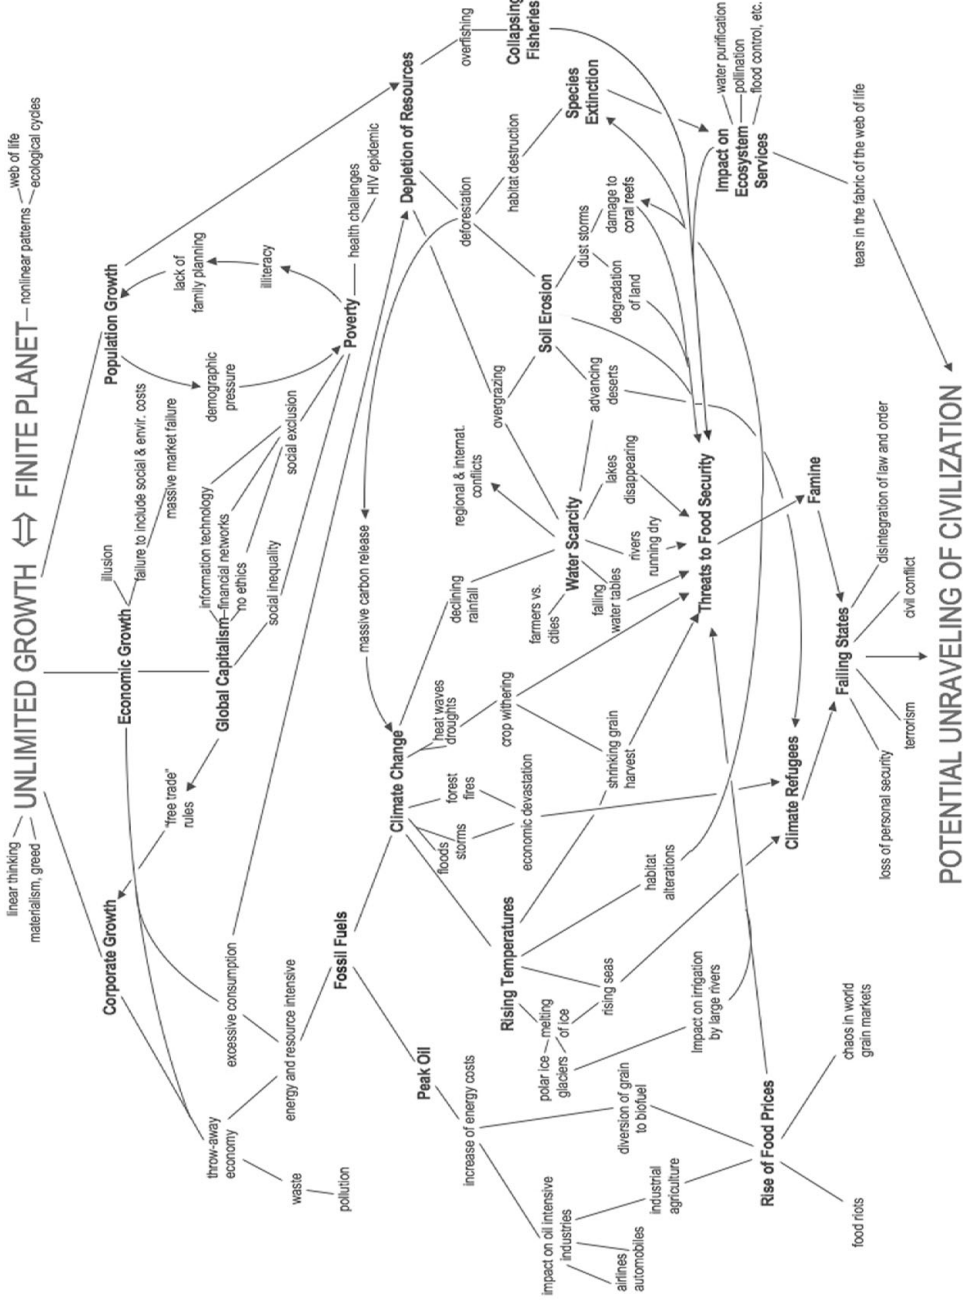 linear thinking
materialism, greed
UNLIMITED GROWTH ⇔ FINITE PLANET
nonlinear patterns
web of life
ecological cycles
Corporate Growth
Economic Growth
illusion
failure to include social & envir. costs
massive market failure
Population Growth
"free trade"
rules
Global Capitalism
information technology
financial networks
no ethics
social inequality
social exclusion
demographic
pressure
lack of
family planning
illiteracy
throw-away
economy
waste
pollution
excessive consumption
energy and resource intensive
Fossil Fuels
Poverty
health challenges
HIV epidemic
Peak Oil
Climate Change
massive carbon release
Depletion of Resources
increase of energy costs
floods
storms
forest
fires
heat waves
droughts
declining
rainfall
regional & internat.
conflicts
overgrazing
deforestation
overfishing
Rising Temperatures
economic devastation
crop withering
habitat destruction
Collapsing
Fisheries
impact on oil intensive
industries
polar ice
glaciers
melting
of ice
farmers vs.
cities
Water Scarcity
Soil Erosion
Species
Extinction
airlines
automobiles
diversion of grain
to biofuel
rising seas
shrinking grain
harvest
falling
water tables
rivers
running dry
lakes
disappearing
advancing
deserts
degradation
of land
dust storms
damage to
coral reefs
industrial
agriculture
Impact on irrigation
by large rivers
habitat
alterations
Threats to Food Security
Impact on
Ecosystem
Services
water purification
pollination
flood control, etc.
Rise of Food Prices
Climate Refugees
Famine
food riots
chaos in world
grain markets
Failing States
tears in the fabric of the web of life
loss of personal security
terrorism
civil conflict
disintegration of law and order
POTENTIAL UNRAVELING OF CIVILIZATION